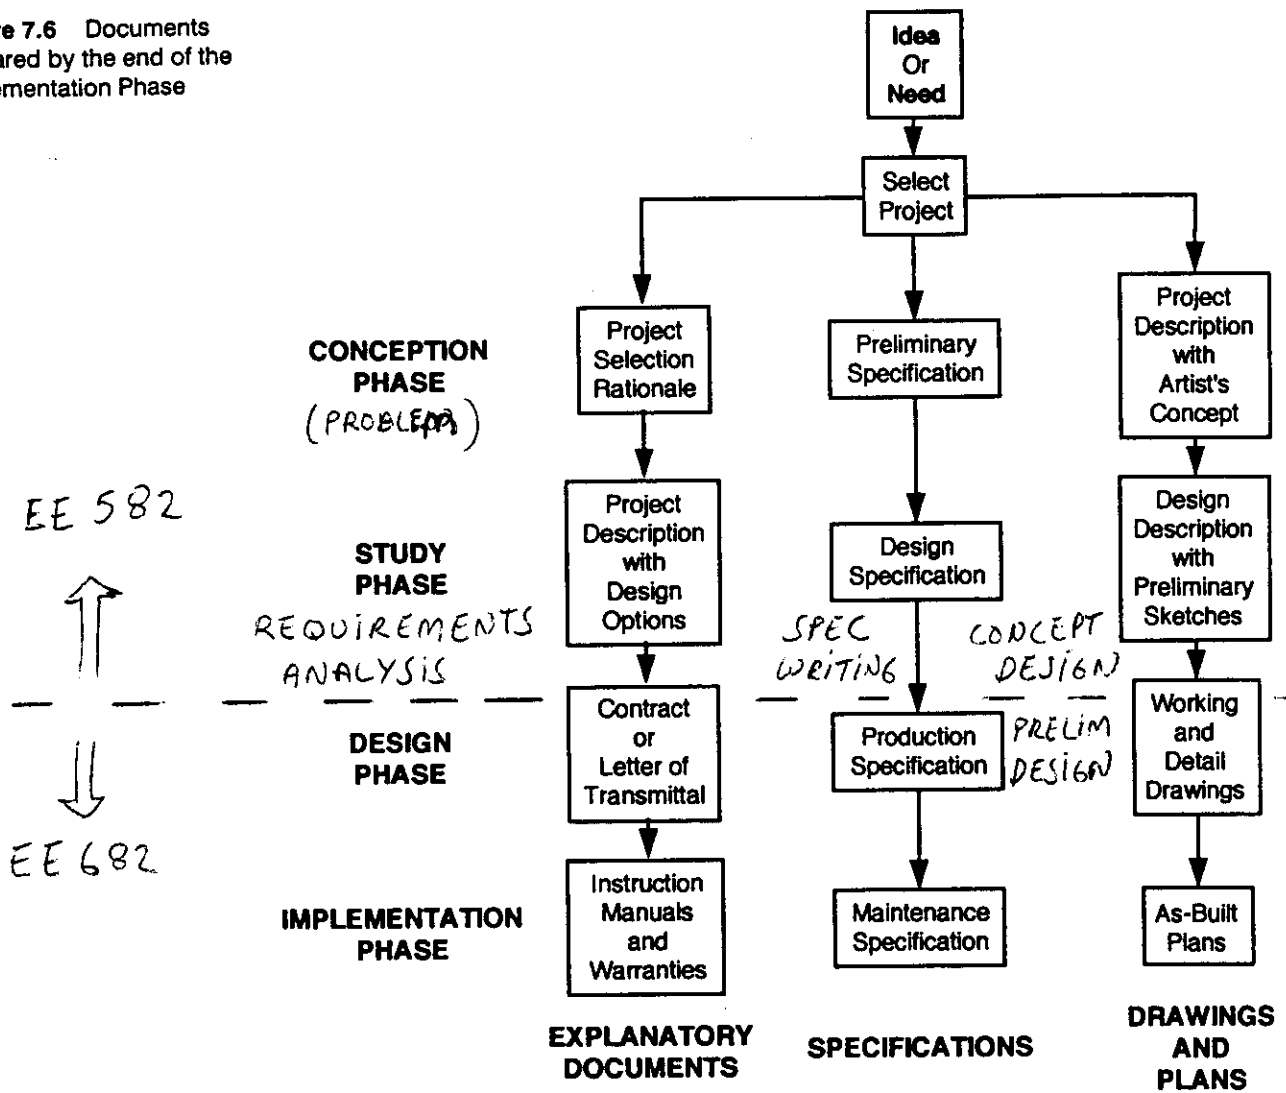 re 7.6 Documents
ared by the end of the
ementation Phase
Idea
Or
Need
Select
Project
CONCEPTION
PHASE
(PROBLEM)
Project
Selection
Rationale
Preliminary
Specification
Project
Description
with
Artist's
Concept
EE 582
STUDY
PHASE
REQUIREMENTS
ANALYSIS
Project
Description
with
Design
Options
Design
Specification
SPEC
WRITING
CONCEPT
DESIGN
Design
Description
with
Preliminary
Sketches
EE 682
DESIGN
PHASE
Contract
or
Letter of
Transmittal
Production
Specification
PRELIM
DESIGN
Working
and
Detail
Drawings
IMPLEMENTATION
PHASE
Instruction
Manuals
and
Warranties
Maintenance
Specification
As-Built
Plans
EXPLANATORY
DOCUMENTS
SPECIFICATIONS
DRAWINGS
AND
PLANS